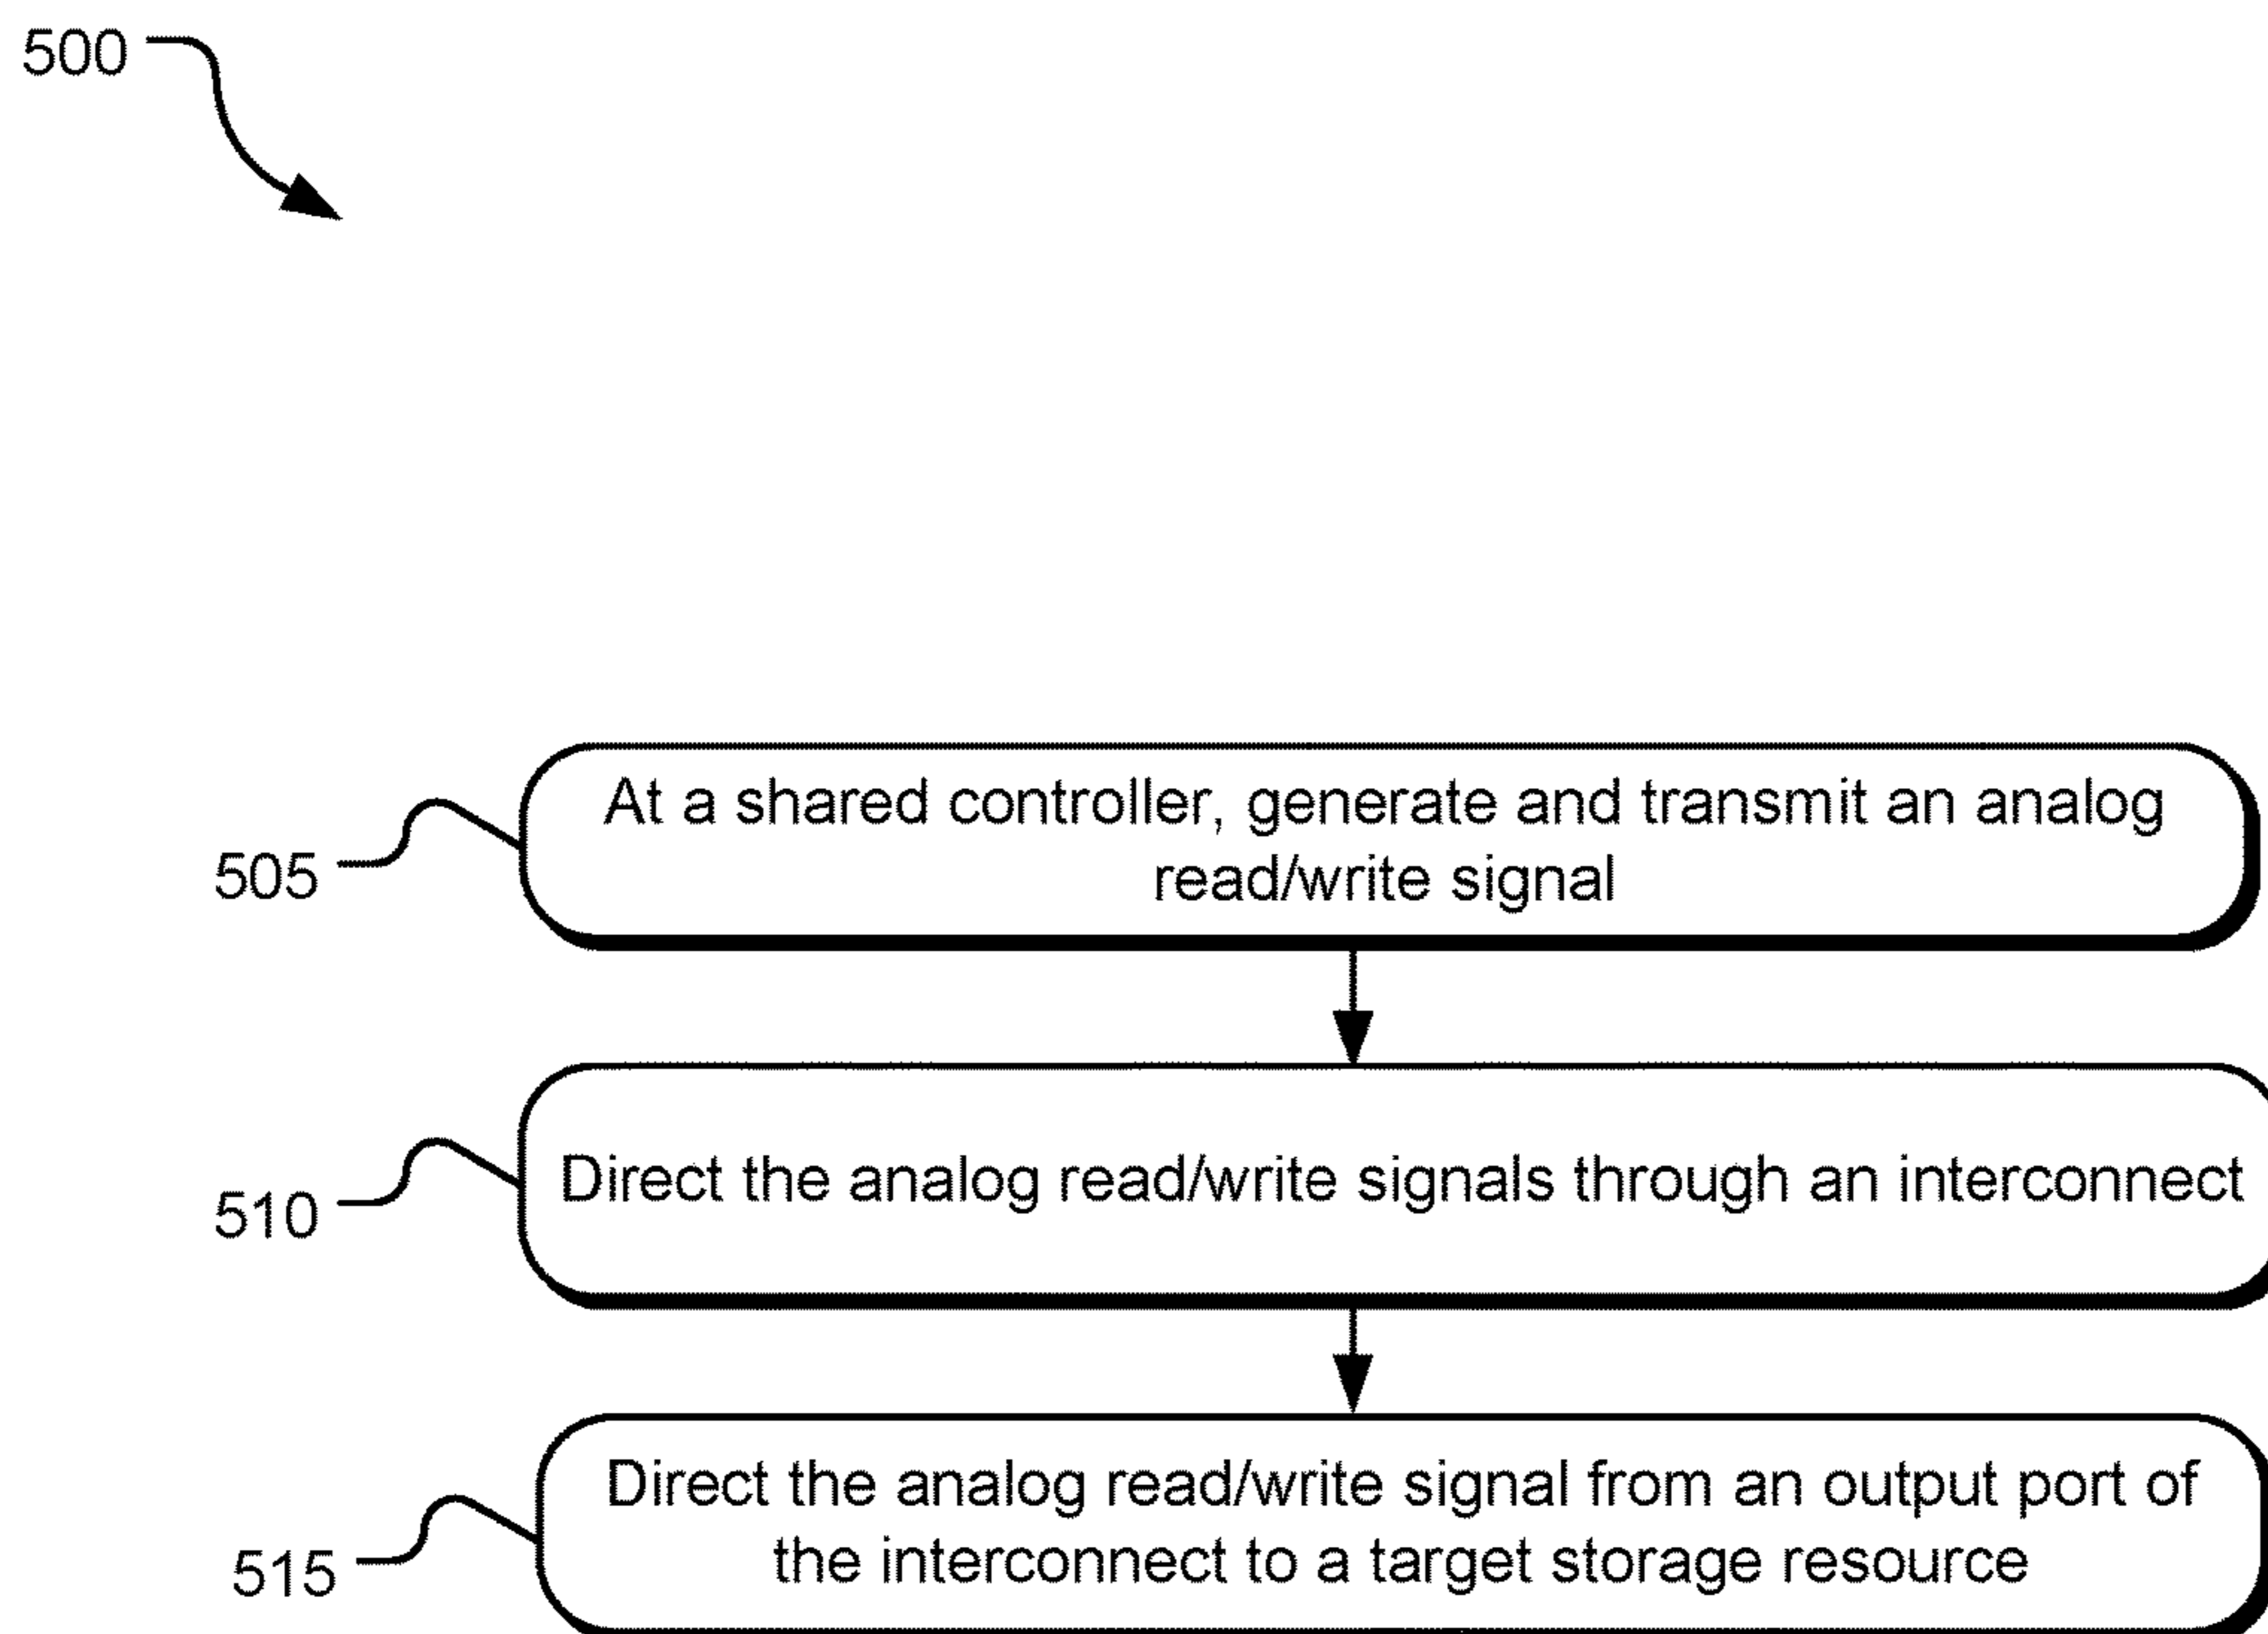 500
At a shared controller, generate and transmit an analog
read/write signal
505
Direct the analog read/write signals through an interconnect
510
Direct the analog read/write signal from an output port of
the interconnect to a target storage resource
515